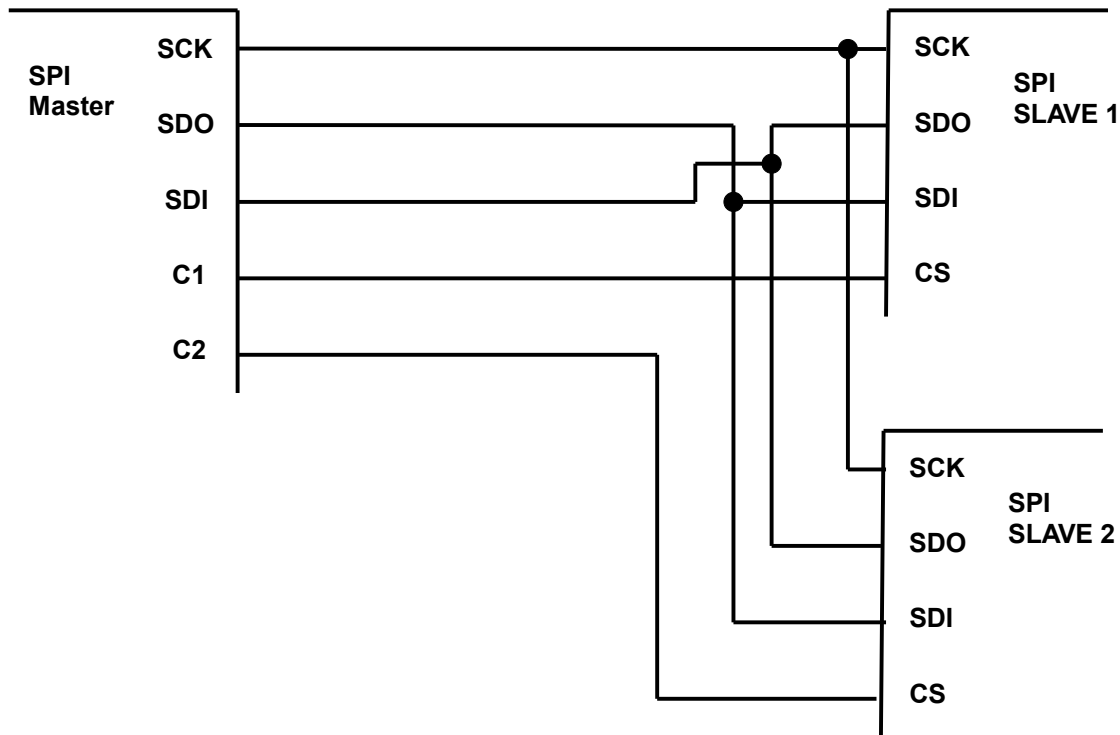 SPI
Master
SCK
SDO
SDI
C1
C2
SCK
SDO
SDI
CS
SPI
SLAVE 1
SCK
SDO
SDI
CS
SPI
SLAVE 2